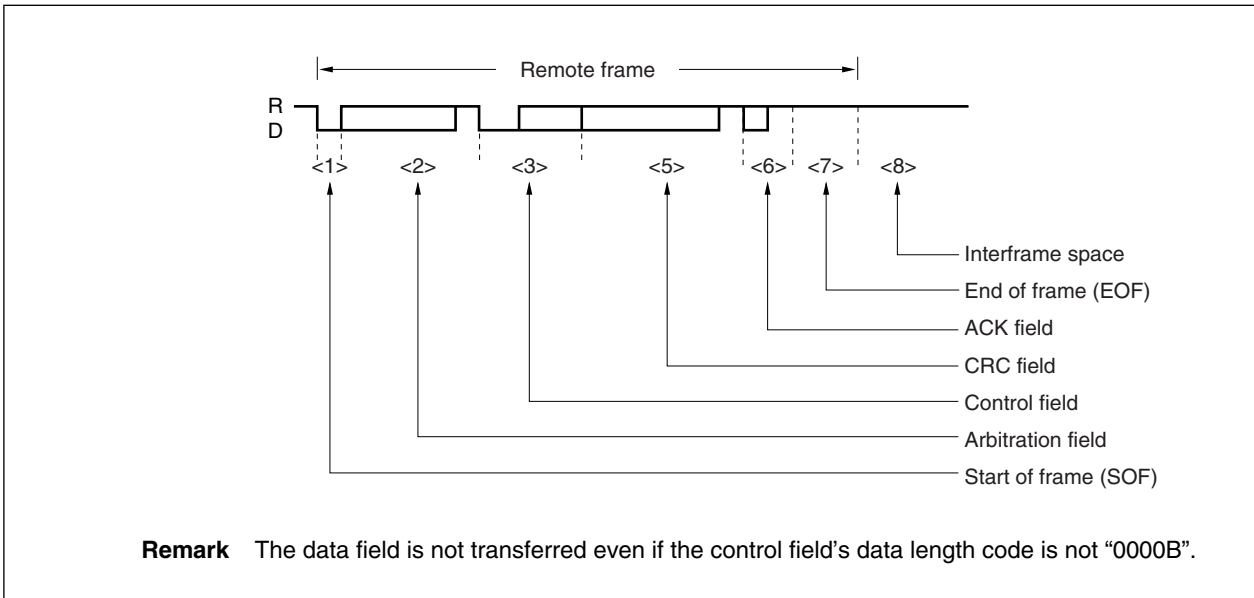 Remote frame
R
D
<1> <2> <3> <5> <6> <7> <8>
Interframe space
End of frame (EOF)
ACK field
CRC field
Control field
Arbitration field
Start of frame (SOF)
Remark The data field is not transferred even if the control field’s data length code is not “0000B”.